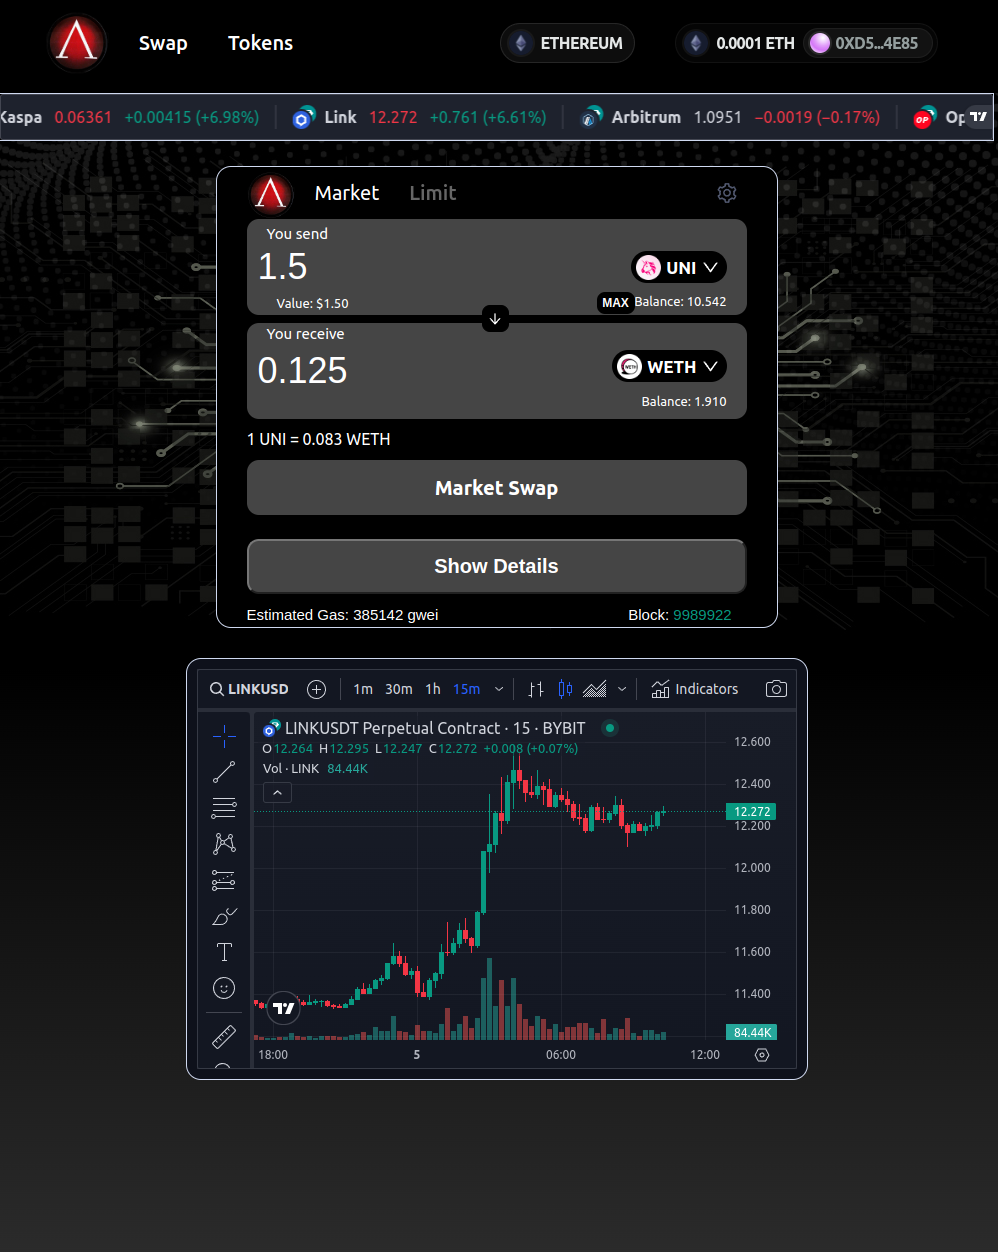 Swap Tokens ETHEREUM 0.0001 ETH 0XD5...4E85
Kaspa 0.06361 +0.00415 (+6.98%) Link 12.272 +0.761 (+6.61%) Arbitrum 1.0951 −0.0019 (−0.17%) OP Op
Market Limit
You send
1.5 UNI
Value: $1.50 MAX Balance: 10.542
You receive
0.125 WETH WETH
Balance: 1.910
1 UNI = 0.083 WETH
Market Swap
Show Details
Estimated Gas: 385142 gwei Block: 9989922
LINKUSD 1m 30m 1h 15m Indicators
LINKUSDT Perpetual Contract · 15 · BYBIT
O12.264 H12.295 L12.247 C12.272 +0.008 (+0.07%)
Vol · LINK 84.44K
12.600
12.400
12.272
12.200
12.000
11.800
11.600
11.400
84.44K
18:00 5 06:00 12:00